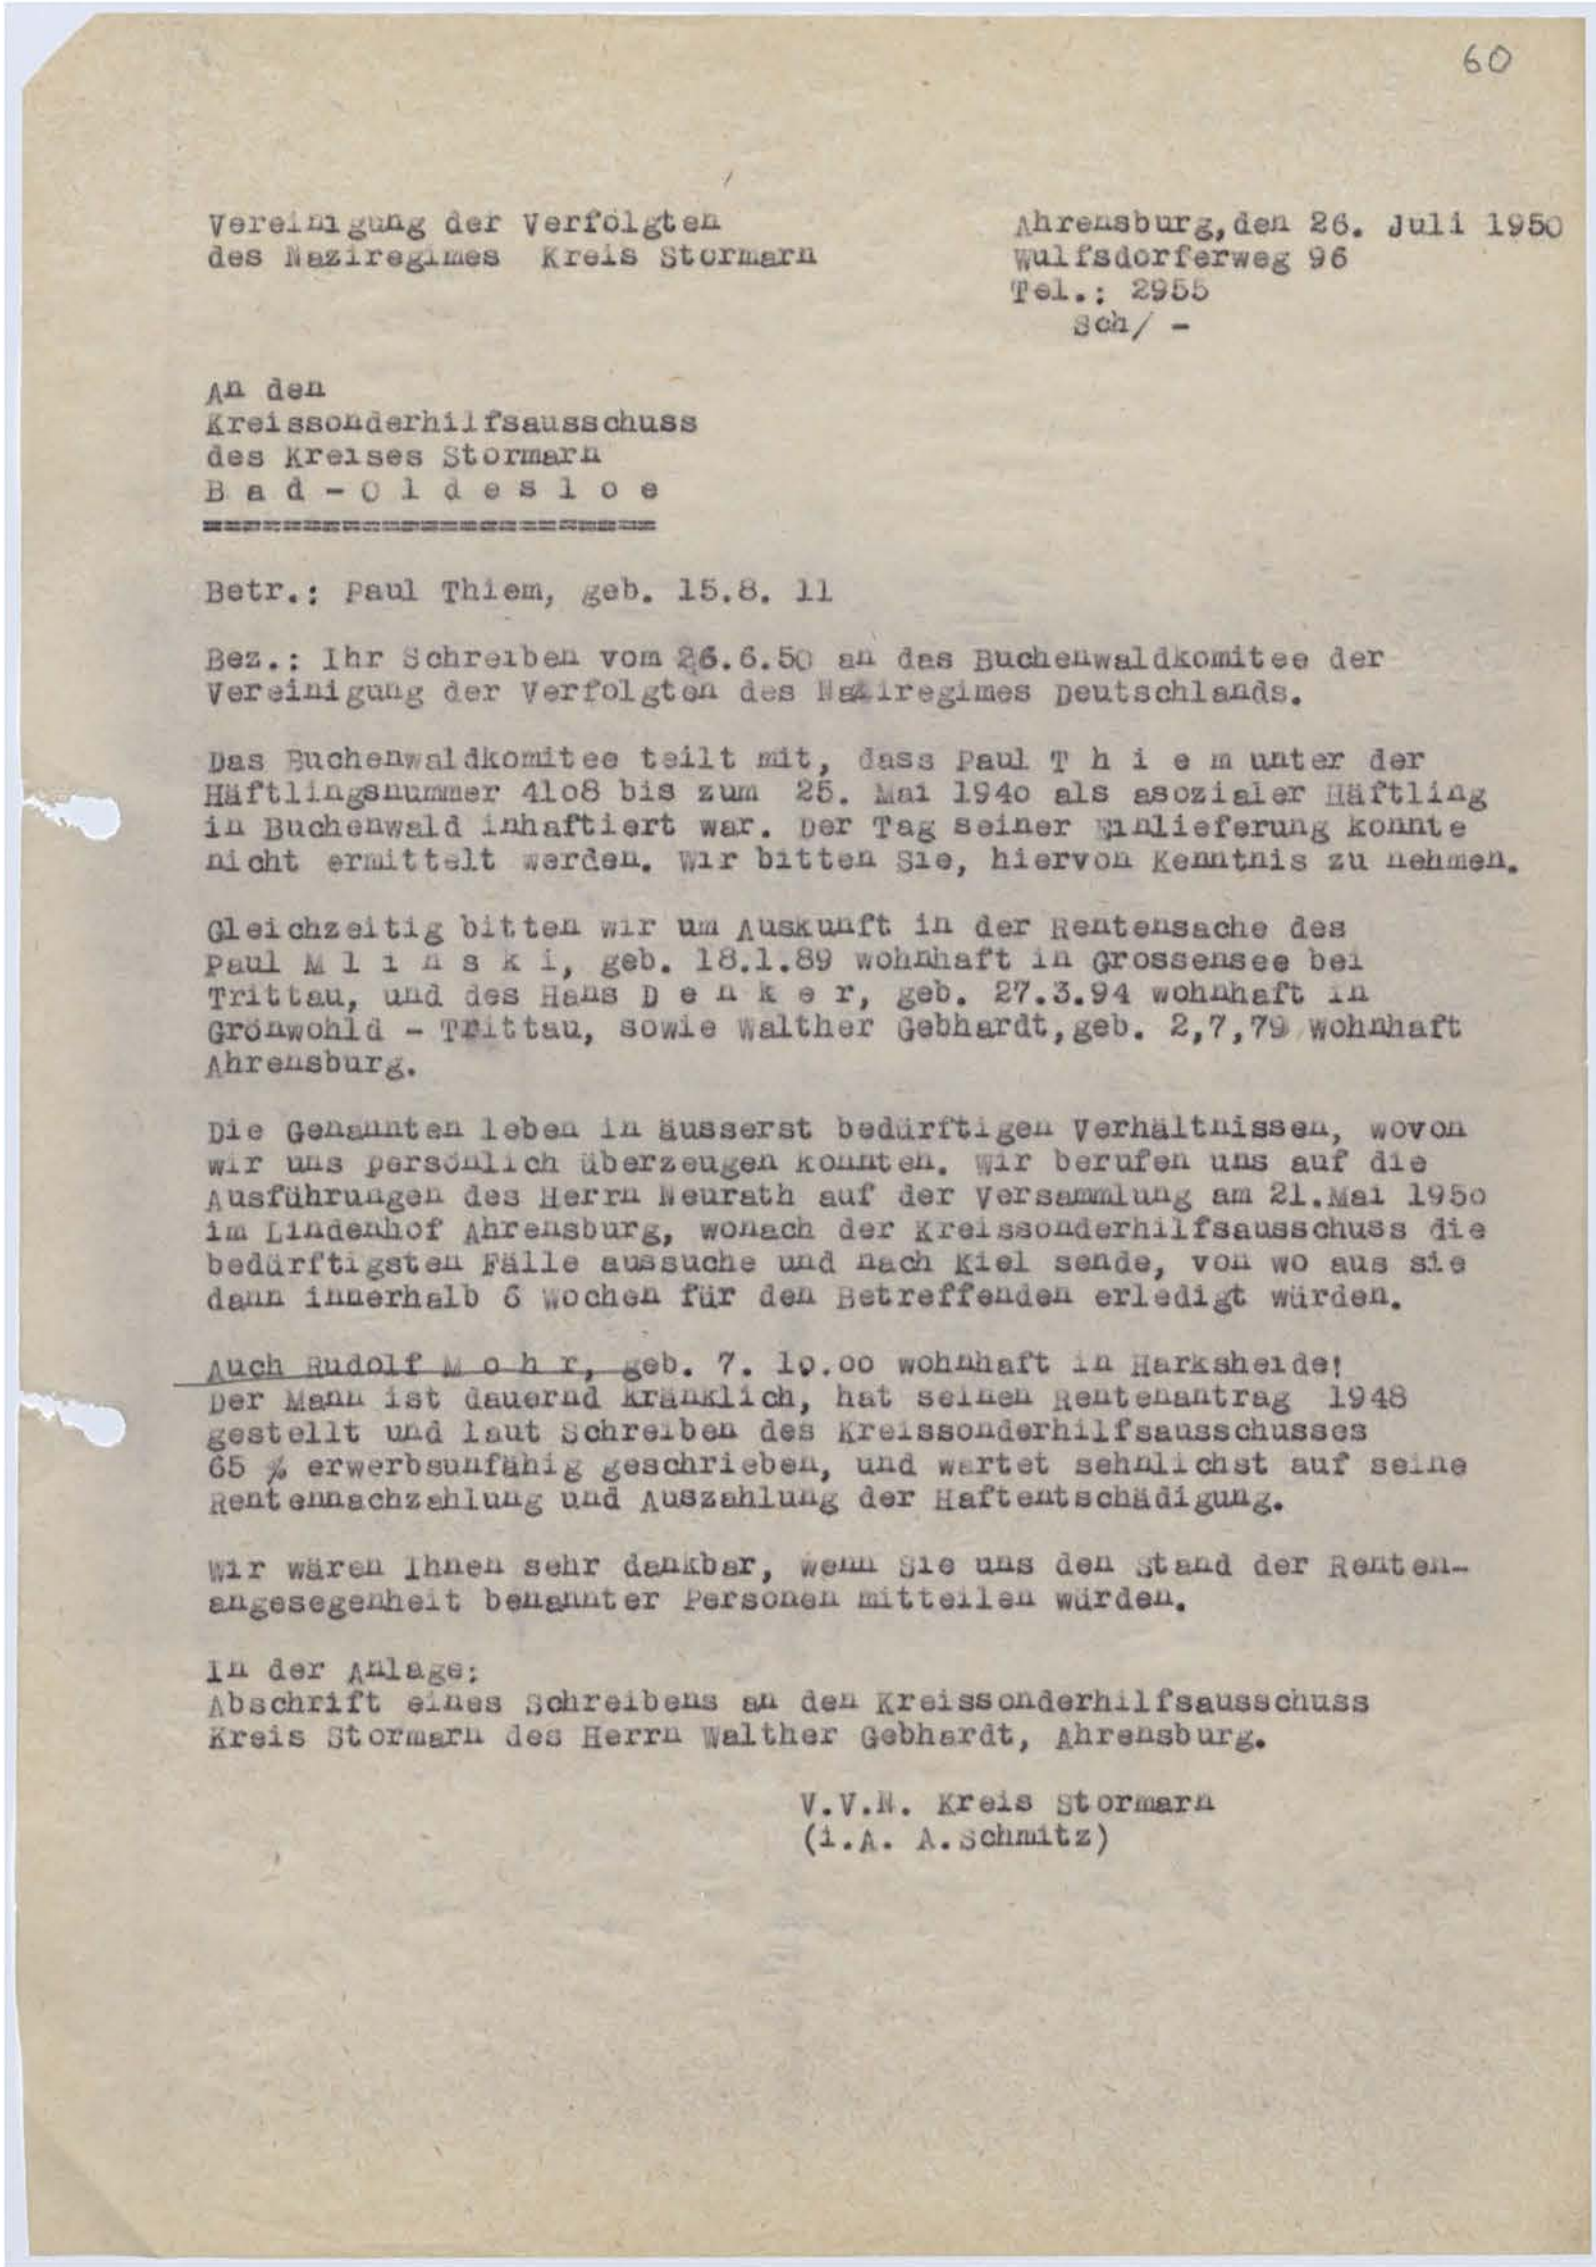 60
Vereinigung der Verfolgten
des Naziregimes Kreis Stormarn
Ahrensburg, den 26. Juli 1950
Wulfsdorferweg 96
Tel.: 2955
Sch/ -
An den
Kreissonderhilfsausschuss
des Kreises Stormarn
B a d - O l d e s l o e
=======================
Betr.: Paul Thiem, geb. 15.8. 11
Bez.: Ihr Schreiben vom 26.6.50 an das Buchenwaldkomitee der
Vereinigung der Verfolgten des Naziregimes Deutschlands.
Das Buchenwaldkomitee teilt mit, dass Paul T h i e m unter der
Häftlingsnummer 41o8 bis zum 25. Mai 194o als asozialer Häftling
in Buchenwald inhaftiert war. Der Tag seiner Einlieferung konnte
nicht ermittelt werden. Wir bitten Sie, hiervon Kenntnis zu nehmen.
Gleichzeitig bitten wir um Auskunft in der Rentensache des
Paul M l i n s k i, geb. 18.1.89 wohnhaft in Grossensee bei
Trittau, und des Hans D e n k e r, geb. 27.3.94 wohnhaft in
Grönwohld - Trittau, sowie Walther Gebhardt, geb. 2,7,79 wohnhaft
Ahrensburg.
Die Genannten leben in äusserst bedürftigen Verhältnissen, wovon
wir uns persönlich überzeugen konnten. Wir berufen uns auf die
Ausführungen des Herrn Neurath auf der Versammlung am 21.Mai 195o
im Lindenhof Ahrensburg, wonach der Kreissonderhilfsausschuss die
bedürftigsten Fälle aussuche und nach Kiel sende, von wo aus sie
dann innerhalb 6 Wochen für den Betreffenden erledigt würden.
Auch Rudolf M o h r, geb. 7. 10.oo wohnhaft in Harksheide!
Der Mann ist dauernd kränklich, hat seinen Rentenantrag 1948
gestellt und laut Schreiben des Kreissonderhilfsausschusses
65 % erwerbsunfähig geschrieben, und wartet sehnlichst auf seine
Rentennachzahlung und Auszahlung der Haftentschädigung.
Wir wären Ihnen sehr dankbar, wenn Sie uns den Stand der Renten-
angesegenheit benannter Personen mitteilen würden.
In der Anlage:
Abschrift eines Schreibens an den Kreissonderhilfsausschuss
Kreis Stormarn des Herrn Walther Gebhardt, Ahrensburg.
V.V.N. Kreis Stormarn
(i.A. A.Schmitz)